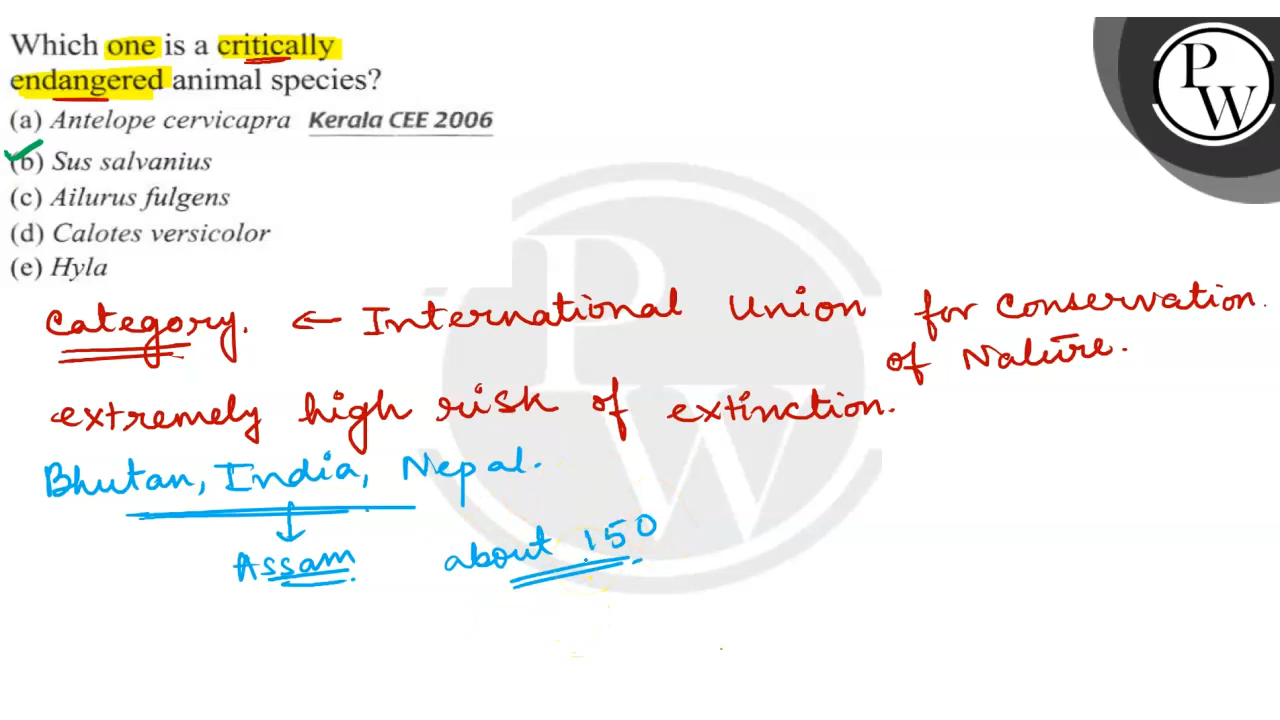 Which one is a critically
endangered animal species?
(a) Antelope cervicapra Kerala CEE 2006
(b) Sus salvanius
(c) Ailurus fulgens
(d) Calotes versicolor
(e) Hyla
Category. ← International Union for Conservation.
of Nature.
extremely high risk of extinction.
Bhutan, India, Nepal.
Assam about 150
P
W
P
W